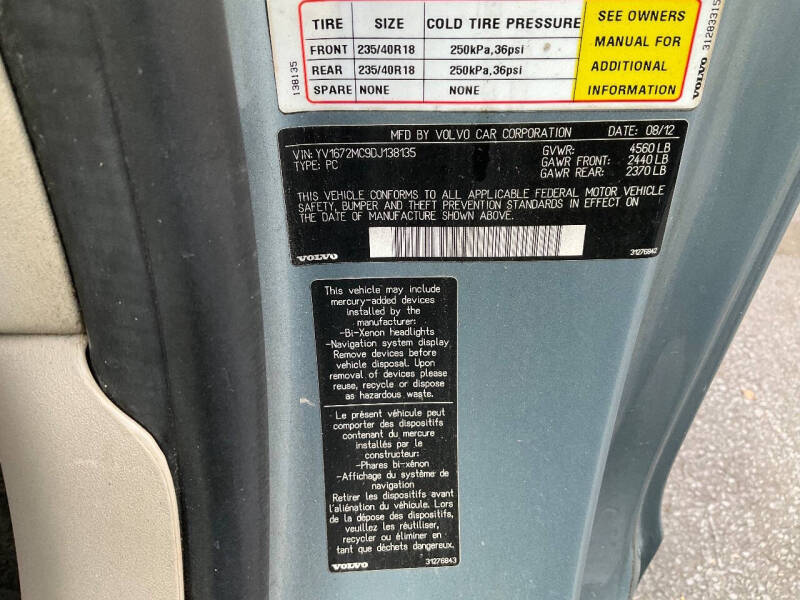 TIRE SIZE COLD TIRE PRESSURE
FRONT 235/40R18 250kPa,36psi
REAR 235/40R18 250kPa,36psi
SPARE NONE NONE
SEE OWNERS
MANUAL FOR
ADDITIONAL
INFORMATION
138135
VOLVO 31283315
MFD BY VOLVO CAR CORPORATION DATE: 08/12
VIN: YV1672MC9DJ138135 GVWR: 4560 LB
TYPE: PC GAWR FRONT: 2440 LB
GAWR REAR: 2370 LB
THIS VEHICLE CONFORMS TO ALL APPLICABLE FEDERAL MOTOR VEHICLE
SAFETY, BUMPER AND THEFT PREVENTION STANDARDS IN EFFECT ON
THE DATE OF MANUFACTURE SHOWN ABOVE.
VOLVO 31276842
This vehicle may include
mercury-added devices
installed by the
manufacturer:
-Bi-Xenon headlights
-Navigation system display
Remove devices before
vehicle disposal. Upon
removal of devices please
reuse, recycle or dispose
as hazardous waste.
Le présent véhicule peut
comporter des dispositifs
contenant du mercure
installés par le
constructeur:
-Phares bi-xénon
-Affichage du système de
navigation
Retirer les dispositifs avant
l'aliénation du véhicule. Lors
de la dépose des dispositifs,
veuillez les réutiliser,
recycler ou éliminer en
tant que déchets dangereux.
VOLVO 31276843